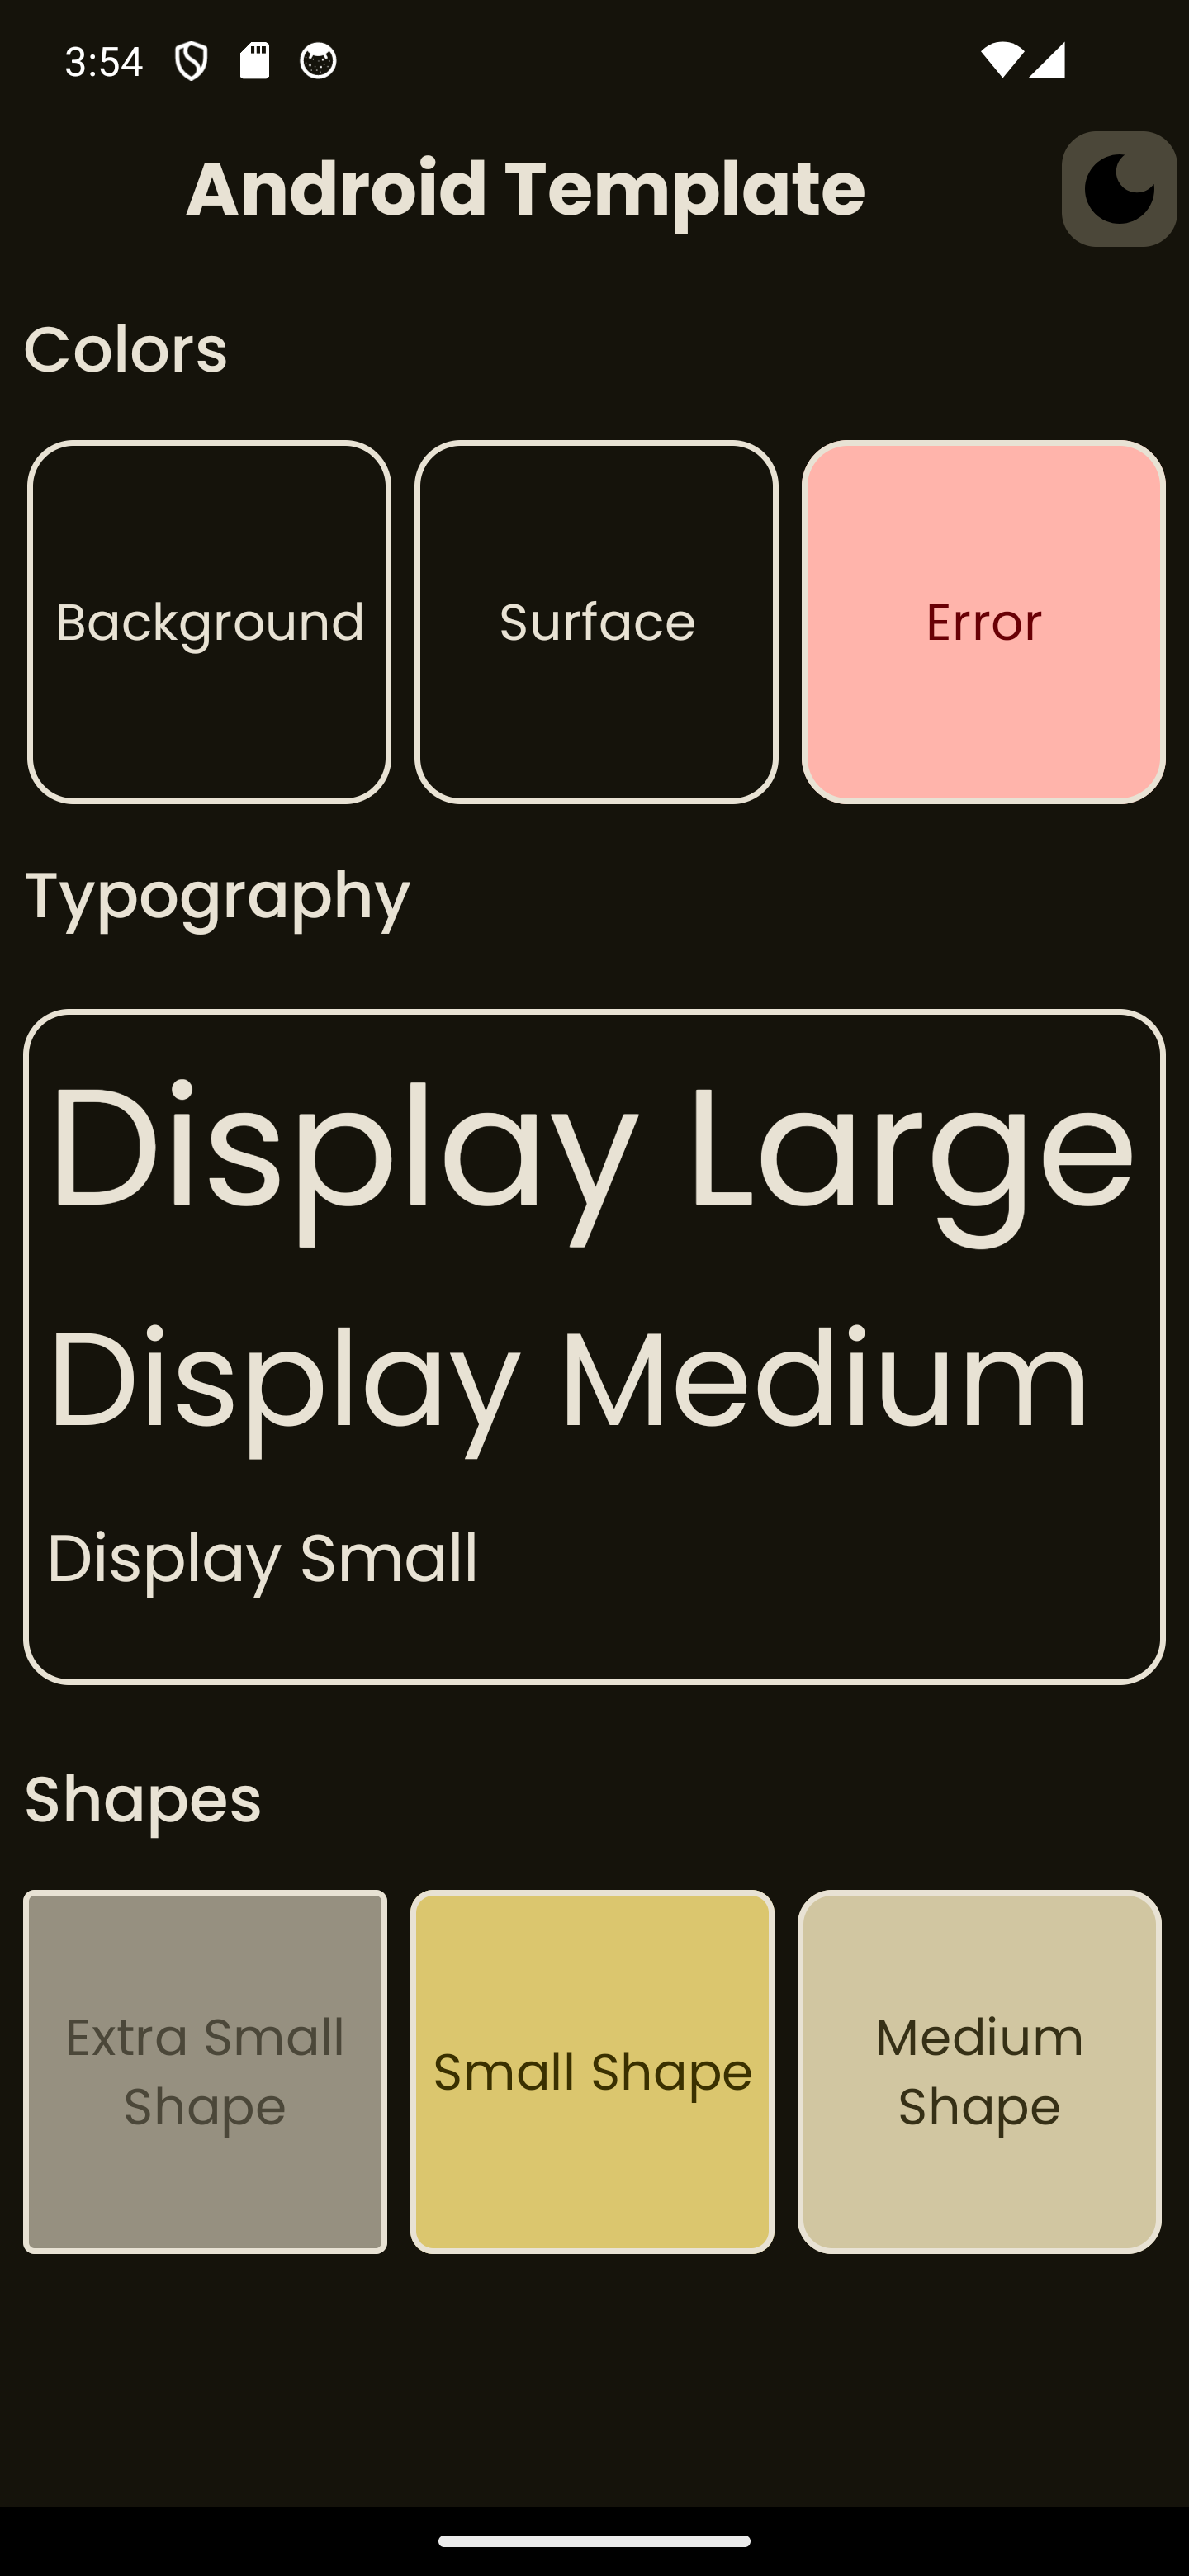 3:54
Android Template
Colors
Background
Surface
Error
Typography
Display Large
Display Medium
Display Small
Shapes
Extra Small
Shape
Small Shape
Medium
Shape